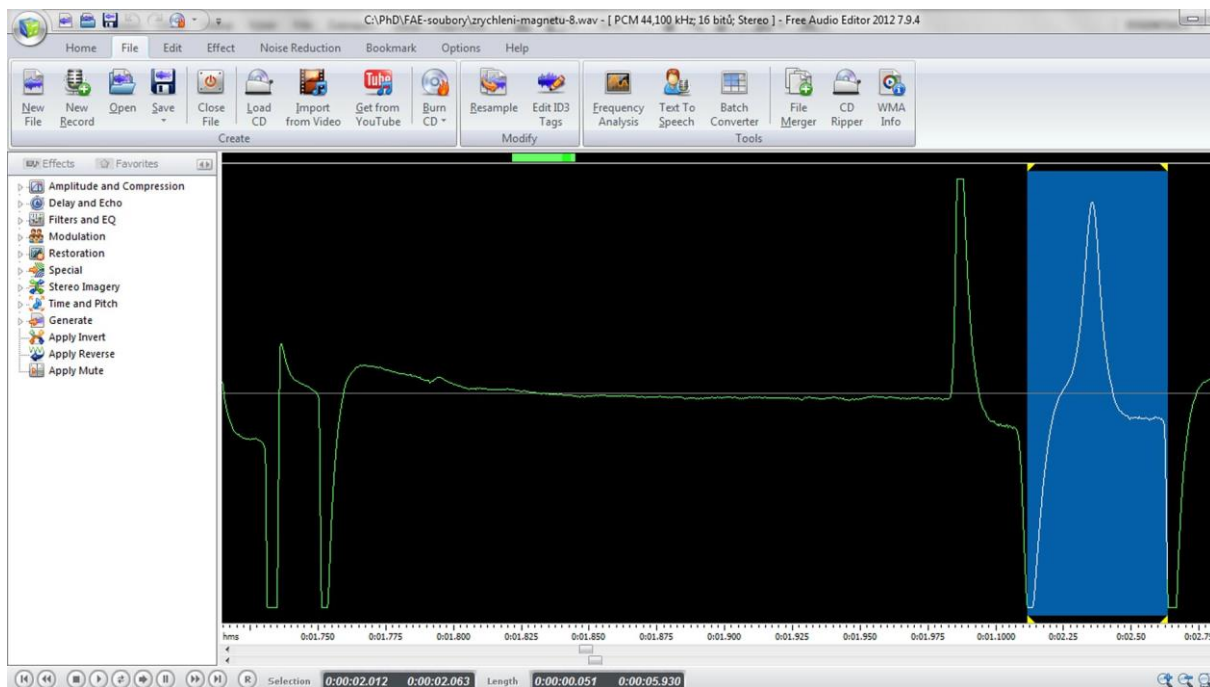 C:\PhD\FAE-soubory\zrychleni-magnetu-8.wav - [ PCM 44,100 kHz; 16 bitů; Stereo ] - Free Audio Editor 2012 7.9.4
Home File Edit Effect Noise Reduction Bookmark Options Help
New File
New Record
Open
Save
Close File
Load CD
Import from Video
Get from YouTube
Burn CD
Resample
Edit ID3 Tags
Frequency Analysis
Text To Speech
Batch Converter
File Merger
CD Ripper
WMA Info
Create Modify Tools
Effects Favorites
Amplitude and Compression
Delay and Echo
Filters and EQ
Modulation
Restoration
Special
Stereo Imagery
Time and Pitch
Generate
Apply Invert
Apply Reverse
Apply Mute
hms 0:01.750 0:01.775 0:01.800 0:01.825 0:01.850 0:01.875 0:01.900 0:01.925 0:01.950 0:01.975 0:01.1000 0:02.25 0:02.50
R Selection 0:00:02.012 0:00:02.063 Length 0:00:00.051 0:00:05.930